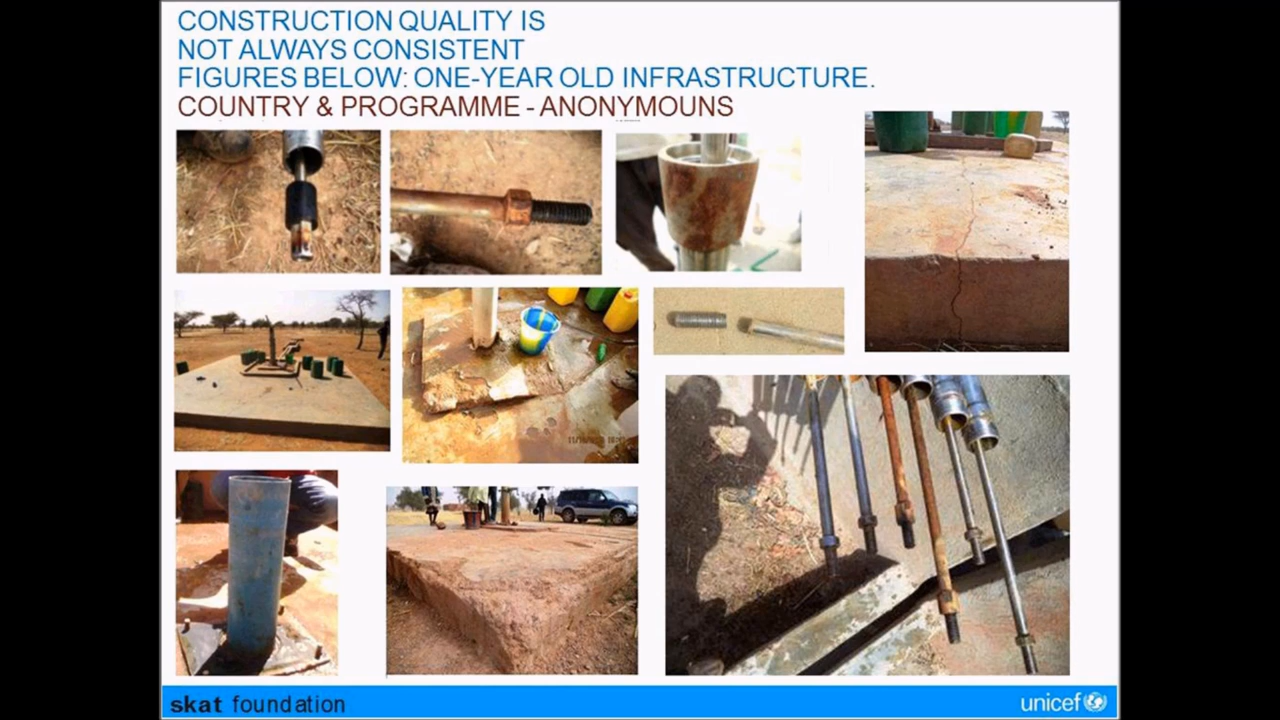 CONSTRUCTION QUALITY IS
NOT ALWAYS CONSISTENT
FIGURES BELOW: ONE-YEAR OLD INFRASTRUCTURE.
COUNTRY & PROGRAMME - ANONYMOUNS
skat foundation
unicef